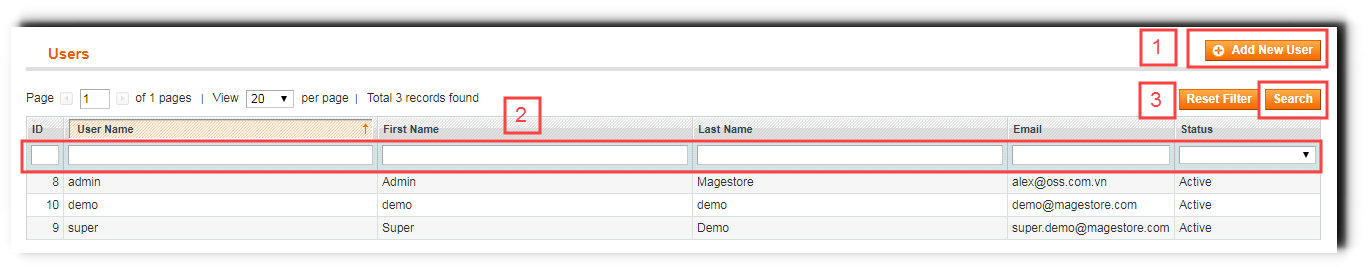 Users
1
Add New User
Page 1 of 1 pages | View 20 per page | Total 3 records found
3
Reset Filter
Search
2
ID User Name First Name Last Name Email Status
8 admin Admin Magestore alex@oss.com.vn Active
10 demo demo demo demo@magestore.com Active
9 super Super Demo super.demo@magestore.com Active